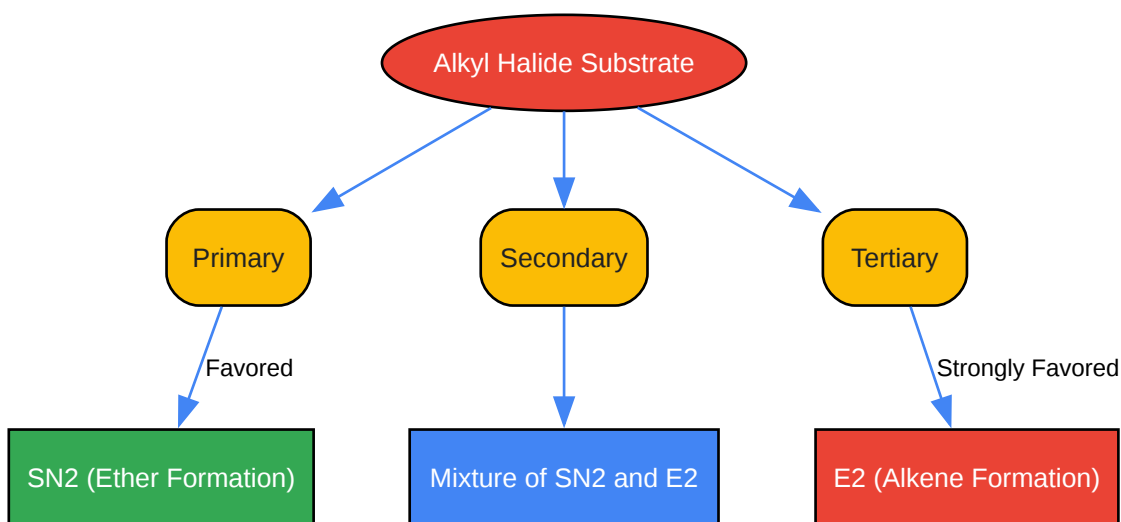 Alkyl Halide Substrate
Primary
Secondary
Tertiary
Favored
Strongly Favored
SN2 (Ether Formation)
Mixture of SN2 and E2
E2 (Alkene Formation)